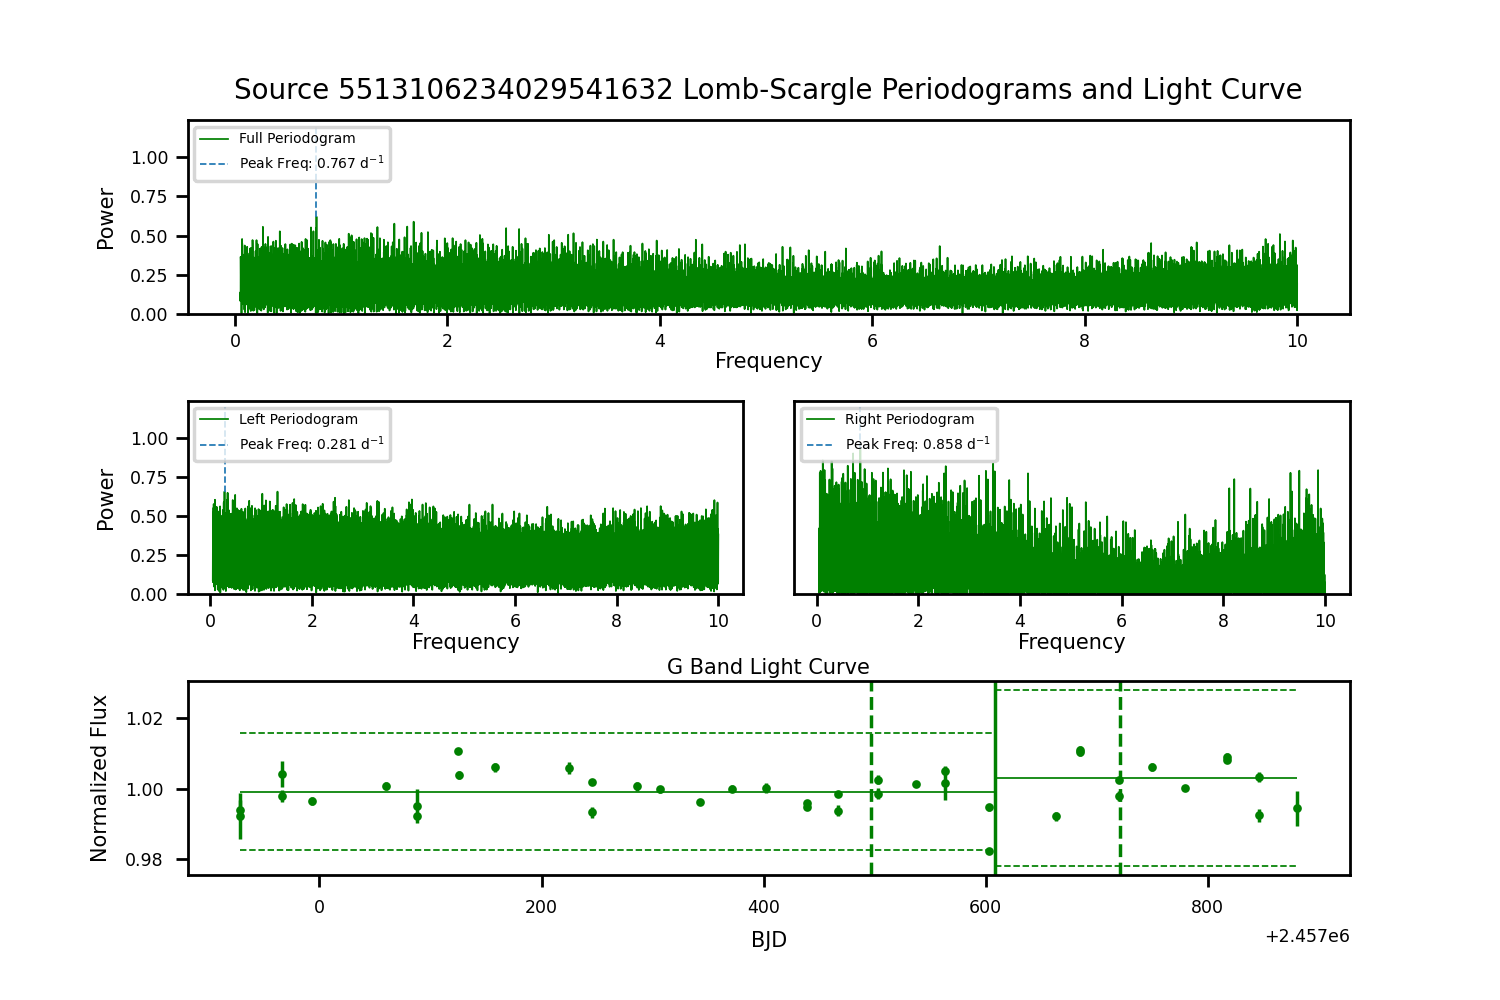 Source 5513106234029541632 Lomb-Scargle Periodograms and Light Curve
Full Periodogram
Peak Freq: 0.767 d⁻¹
1.00
0.75
0.50
0.25
0.00
Power
0 2 4 6 8 10
Frequency
Left Periodogram
Peak Freq: 0.281 d⁻¹
1.00
0.75
0.50
0.25
0.00
Power
0 2 4 6 8 10
Frequency
Right Periodogram
Peak Freq: 0.858 d⁻¹
0 2 4 6 8 10
Frequency
G Band Light Curve
1.02
1.00
0.98
Normalized Flux
0 200 400 600 800
BJD
+2.457e6